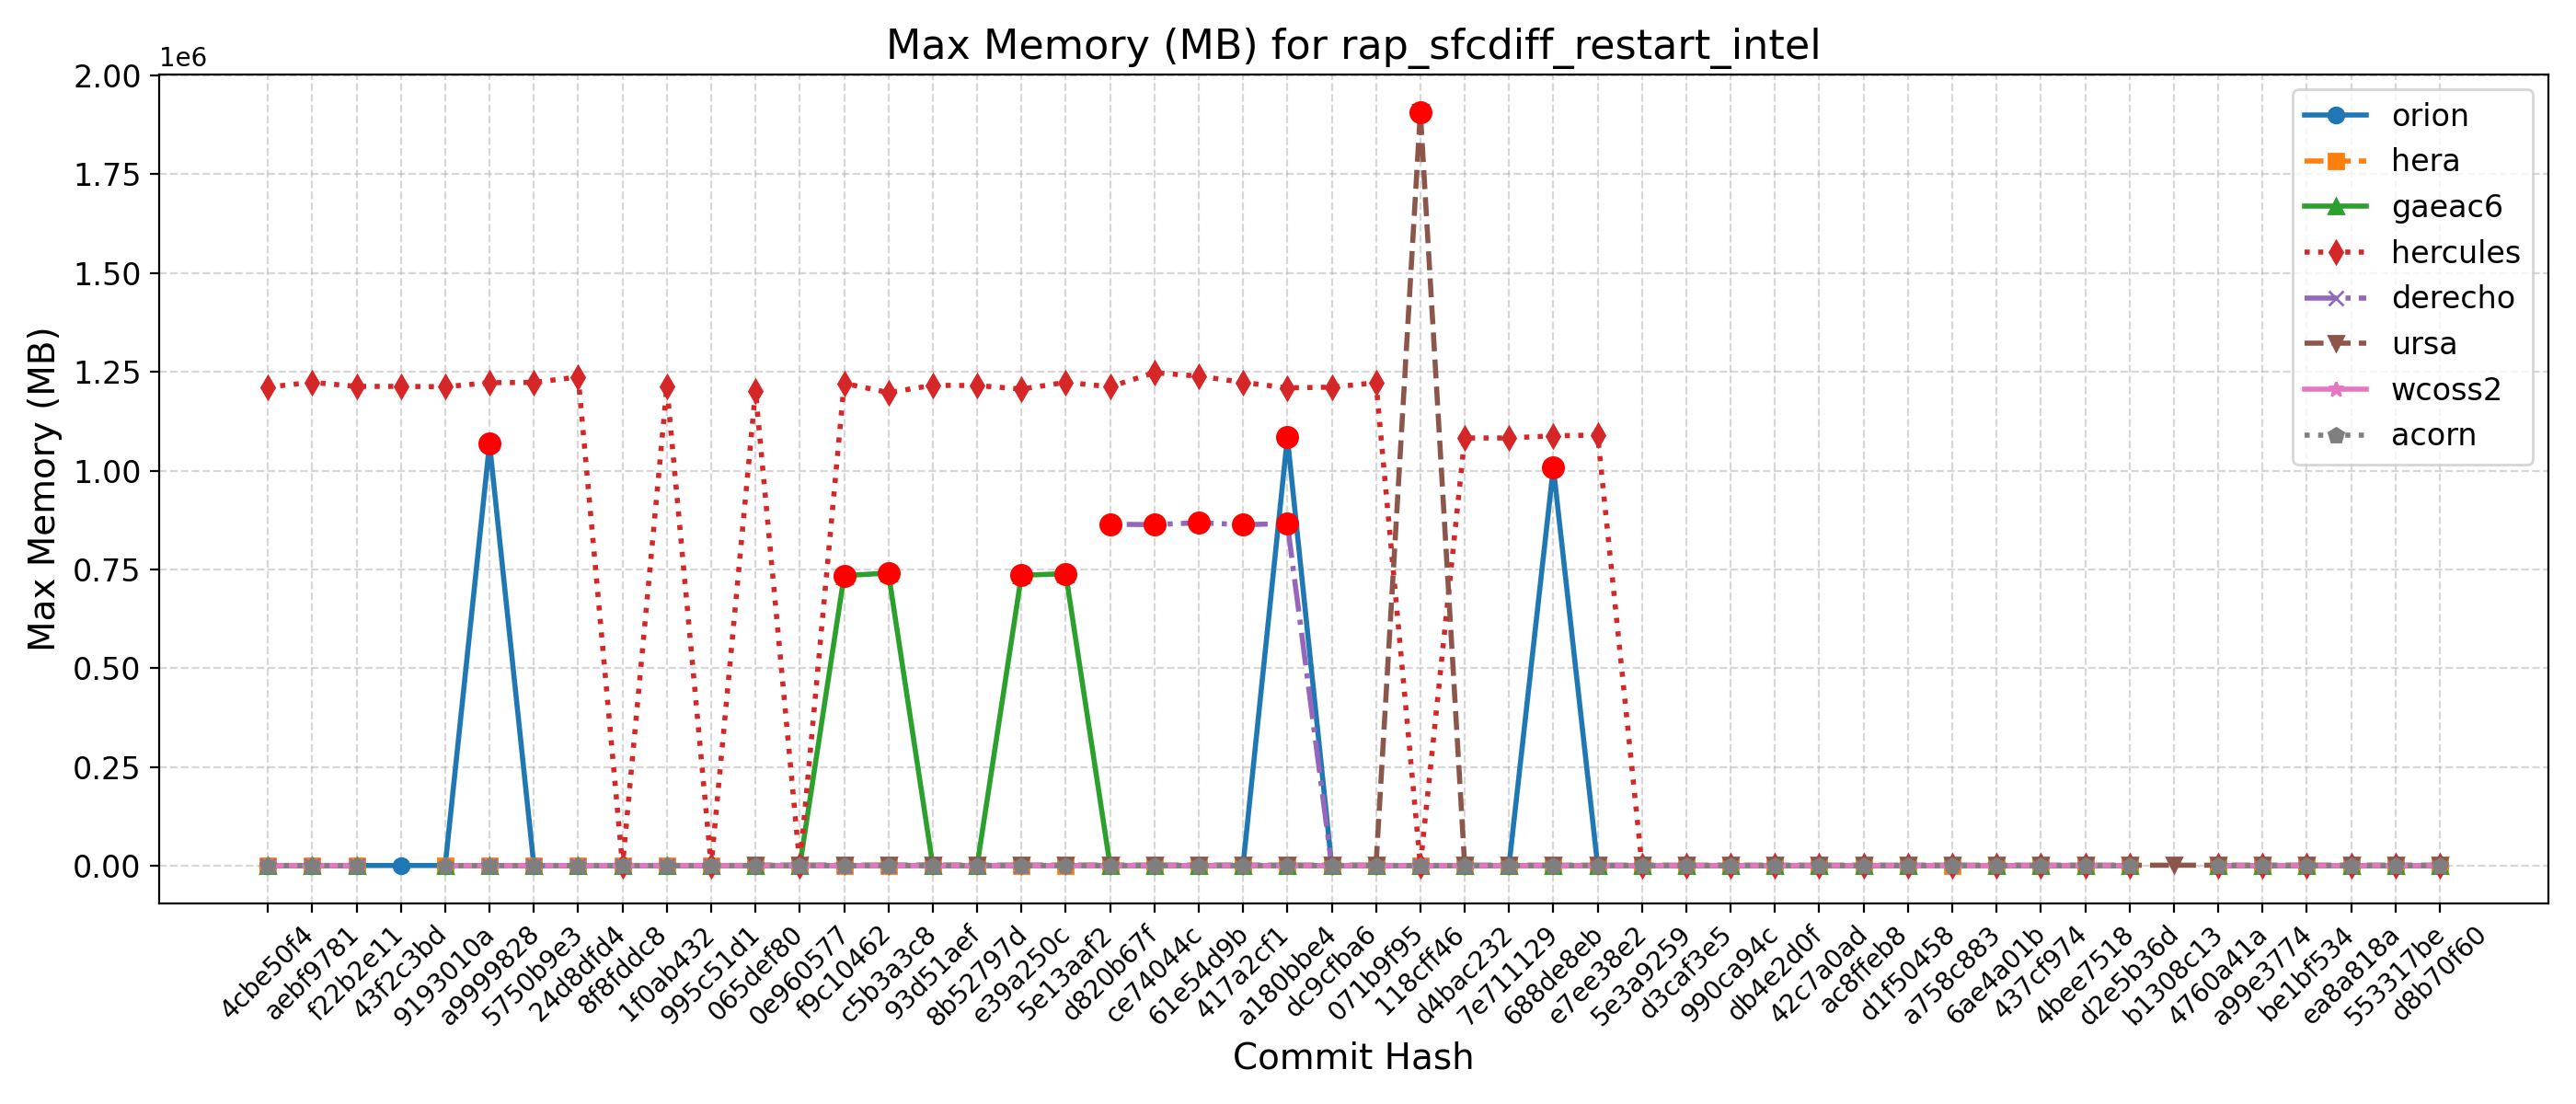 Max Memory (MB) for rap_sfcdiff_restart_intel
1e6
2.00
1.75
1.50
1.25
1.00
0.75
0.50
0.25
0.00
Max Memory (MB)
orion
hera
gaeac6
hercules
derecho
ursa
wcoss2
acorn
4cbe50f4
aebf9781
f22b2e11
43f2c3bd
9193010a
a9999828
5750b9e3
24d8dfd4
8f8fddc8
1f0ab432
995c51d1
065def80
0e960577
f9c10462
c5b3a3c8
93d51aef
8b52797d
e39a250c
5e13aaf2
d820b67f
ce74044c
61e54d9b
417a2cf1
a180bbe4
dc9cfba6
071b9f95
118cff46
d4bac232
7e711129
688de8eb
e7ee38e2
5e3a9259
d3caf3e5
990ca94c
db4e2d0f
42c7a0ad
ac8ffeb8
d1f50458
a758c883
6ae4a01b
437cf974
4bee7518
d2e5b36d
b1308c13
4760a41a
a99e3774
be1bf534
ea8a818a
553317be
d8b70f60
Commit Hash